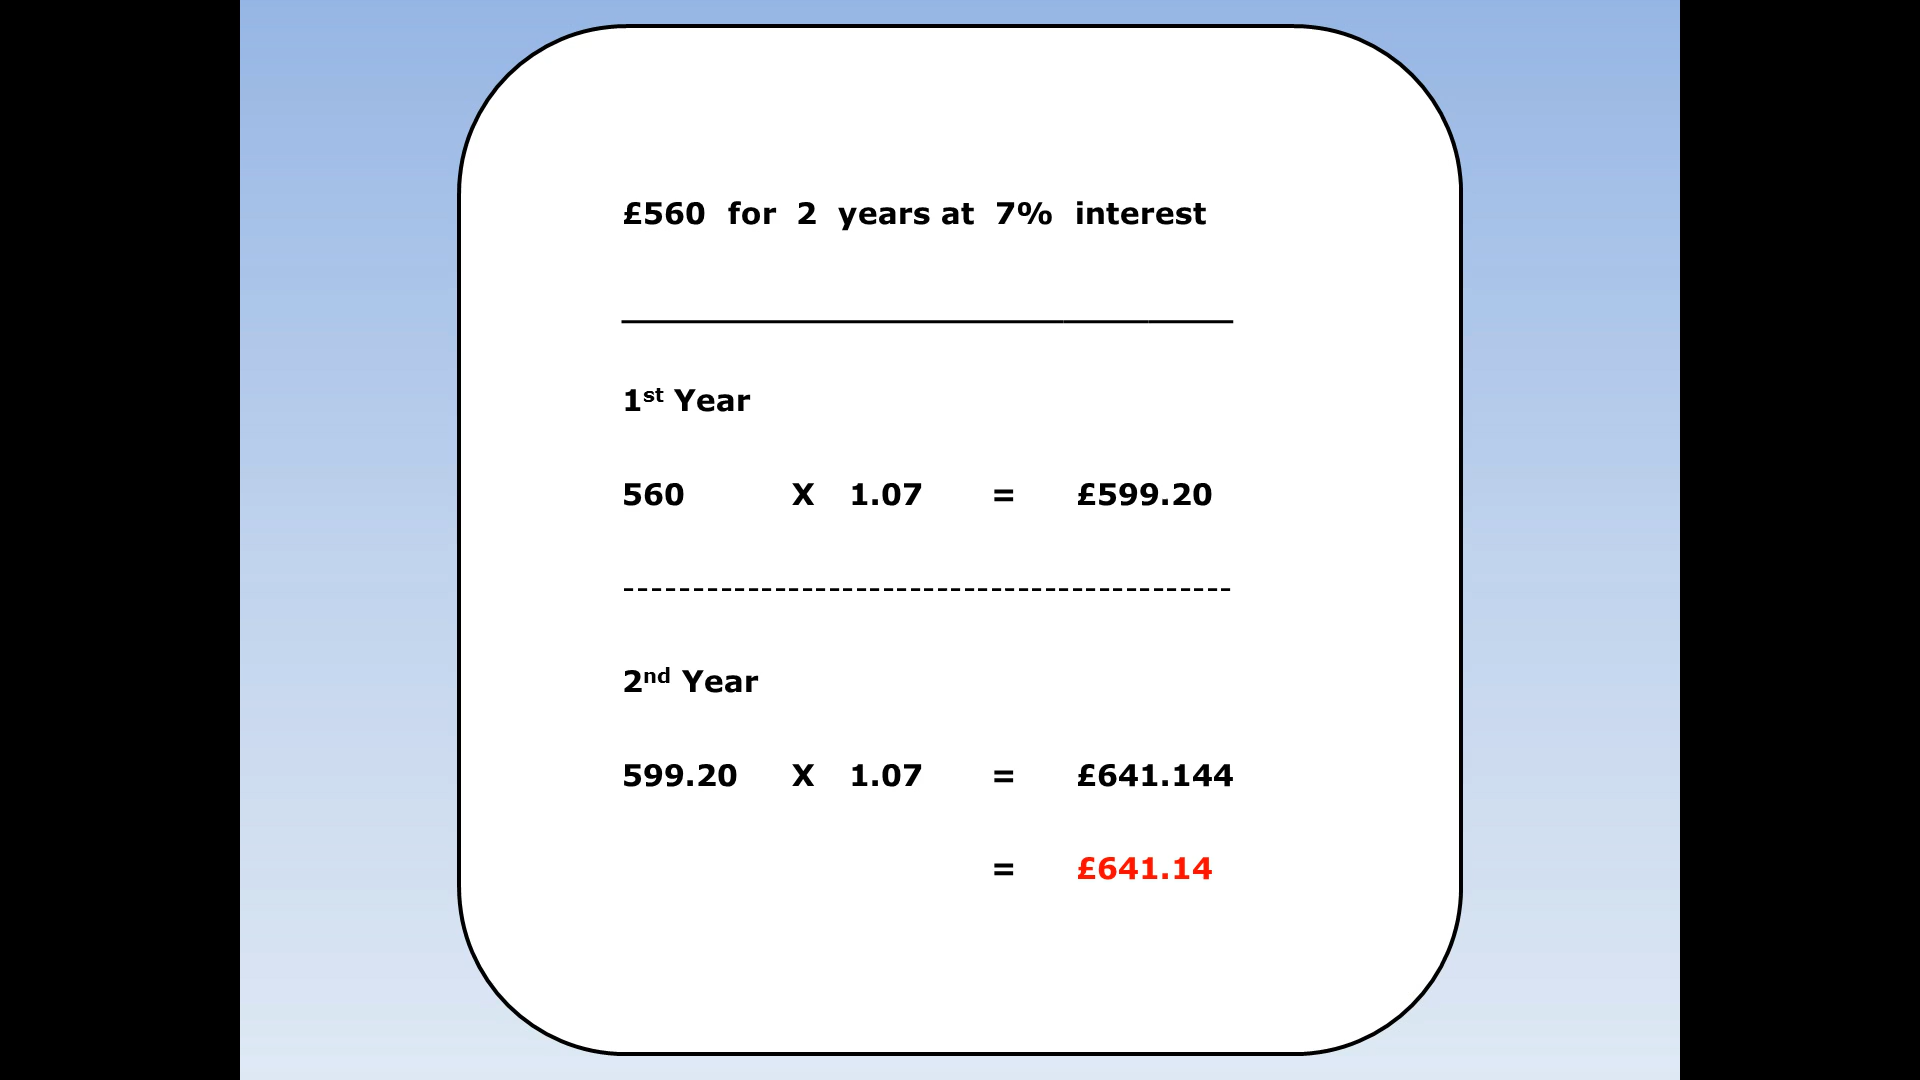 £560 for 2 years at 7% interest
1st Year
560 X 1.07 = £599.20
--------------------------------------------
2nd Year
599.20 X 1.07 = £641.144
= £641.14